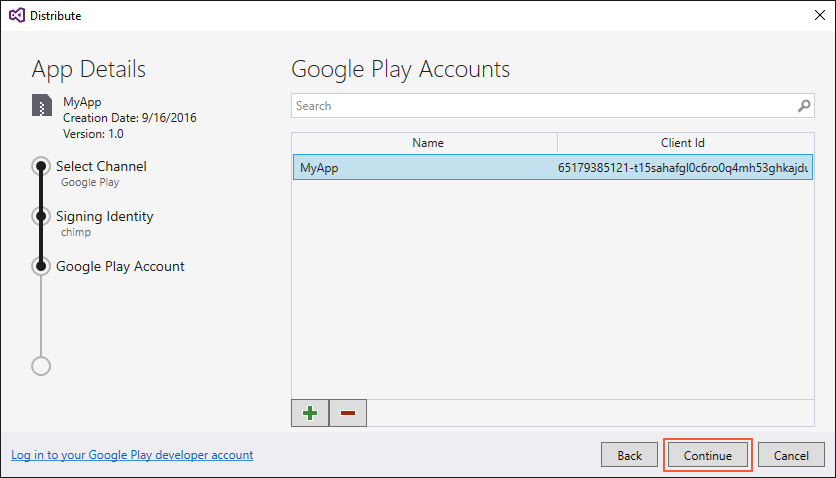 Distribute
App Details
MyApp
Creation Date: 9/16/2016
Version: 1.0
Select Channel
Google Play
Signing Identity
chimp
Google Play Account
Google Play Accounts
Search
Name Client Id
MyApp 65179385121-t15sahafgl0c6ro0q4mh53ghkajdu
Log in to your Google Play developer account
Back Continue Cancel